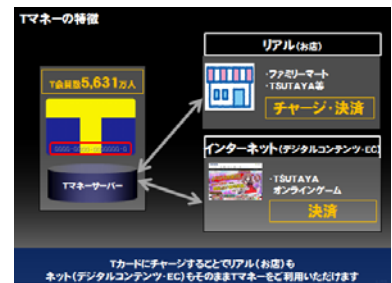 Tマネーの特徴
リアル(お店)
T会員数5,631万人
・ファミリーマート
・TSUTAYA等
チャージ・決済
インターネット(デジタルコンテンツ・EC)
Tマネーサーバー
・TSUTAYA
オンラインゲーム
決済
Tカードにチャージすることでリアル(お店)も
ネット(デジタルコンテンツ・EC)もそのままTマネーをご利用いただけます